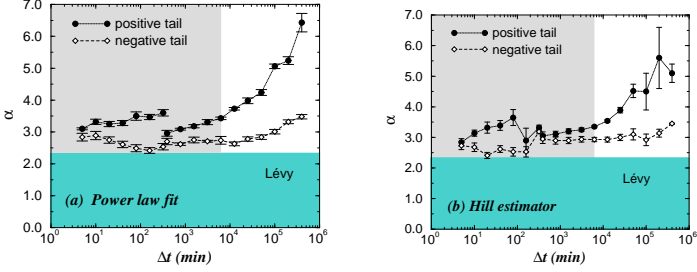 7.0
6.0
5.0
4.0
3.0
2.0
1.0
0.0
α
positive tail
negative tail
Lévy
(a) Power law fit
10^0 10^1 10^2 10^3 10^4 10^5 10^6
Δt (min)
7.0
6.0
5.0
4.0
3.0
2.0
1.0
0.0
α
positive tail
negative tail
Lévy
(b) Hill estimator
10^0 10^1 10^2 10^3 10^4 10^5 10^6
Δt (min)